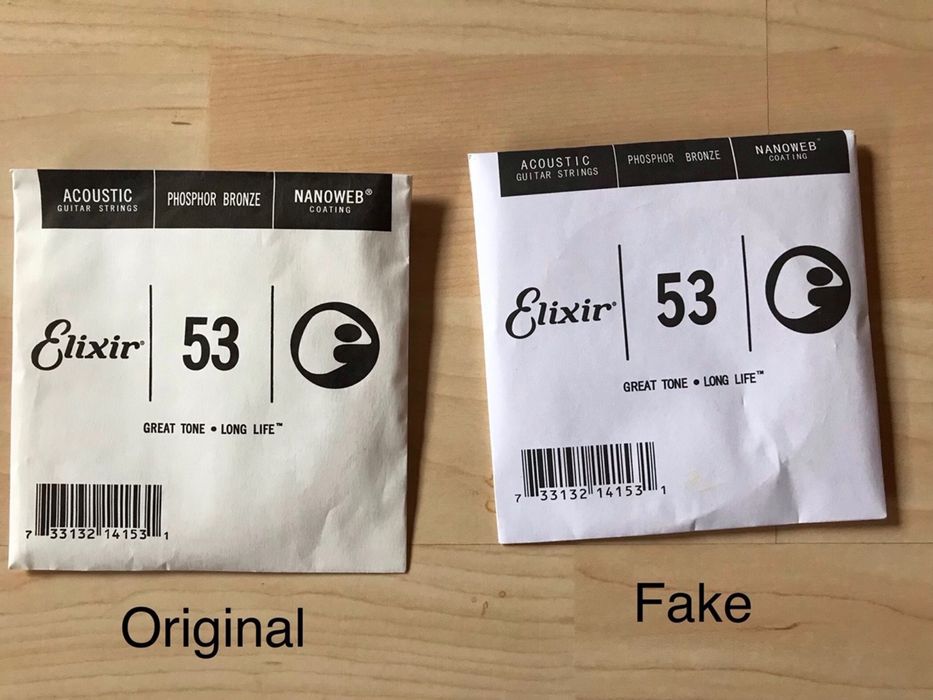 ACOUSTIC
GUITAR STRINGS
PHOSPHOR BRONZE
NANOWEB®
COATING
Elixir®
53
GREAT TONE • LONG LIFE™
7 33132 14153 1
Original
ACOUSTIC
GUITAR STRINGS
PHOSPHOR BRONZE
NANOWEB®
COATING
Elixir®
53
GREAT TONE • LONG LIFE™
7 33132 14153 1
Fake